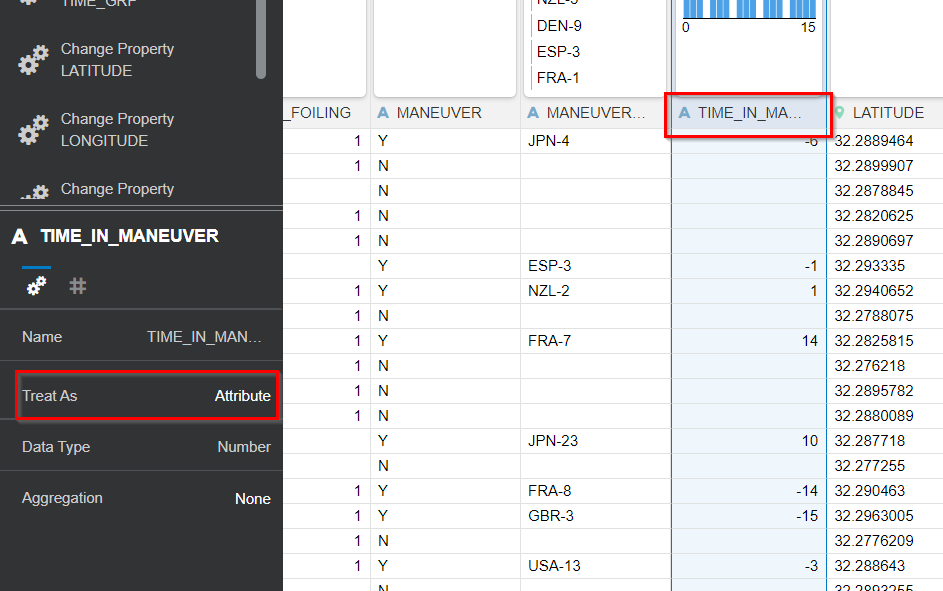 TIME_GRP
Change Property
LATITUDE
Change Property
LONGITUDE
Change Property
A TIME_IN_MANEUVER
#
Name TIME_IN_MAN...
Treat As Attribute
Data Type Number
Aggregation None
NZL-5
DEN-9
ESP-3
FRA-1
0 15
_FOILING A MANEUVER A MANEUVER... A TIME_IN_MA... LATITUDE
1 Y JPN-4 -6 32.2889464
1 N 32.2899907
N 32.2878845
1 N 32.2820625
1 N 32.2890697
Y ESP-3 -1 32.293335
1 Y NZL-2 1 32.2940652
1 N 32.2788075
1 Y FRA-7 14 32.2825815
1 N 32.276218
1 N 32.2895782
1 N 32.2880089
Y JPN-23 10 32.287718
N 32.277255
1 Y FRA-8 -14 32.290463
1 Y GBR-3 -15 32.2963005
1 N 32.2776209
1 Y USA-13 -3 32.288643
N 32.2893255